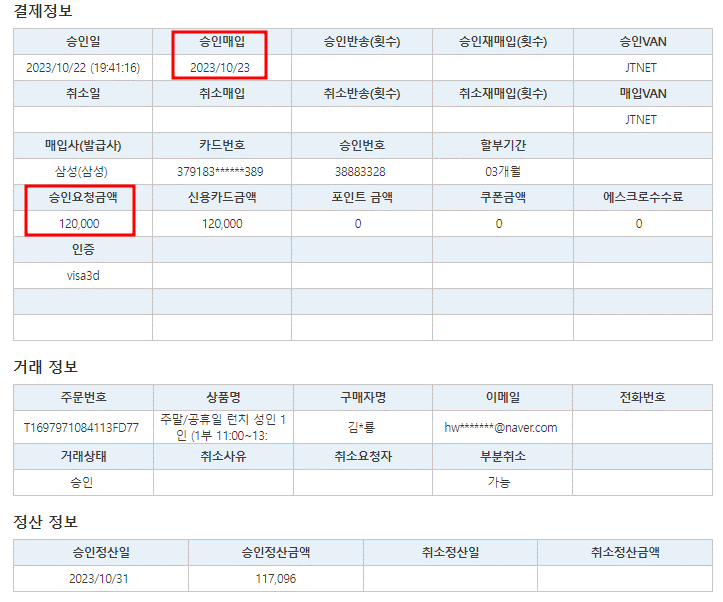 결제정보
승인일 승인매입 승인반송(횟수) 승인재매입(횟수) 승인VAN
2023/10/22 (19:41:16) 2023/10/23 JTNET
취소일 취소매입 취소반송(횟수) 취소재매입(횟수) 매입VAN
JTNET
매입사(발급사) 카드번호 승인번호 할부기간
삼성(삼성) 379183******389 38883328 03개월
승인요청금액 신용카드금액 포인트 금액 쿠폰금액 에스크로수수료
120,000 120,000 0 0 0
인증
visa3d
거래 정보
주문번호 상품명 구매자명 이메일 전화번호
T1697971084113FD77 주말/공휴일 런치 성인 1 김*룡 hw*******@naver.com
인 (1부 11:00~13:
거래상태 취소사유 취소요청자 부분취소
승인 가능
정산 정보
승인정산일 승인정산금액 취소정산일 취소정산금액
2023/10/31 117,096